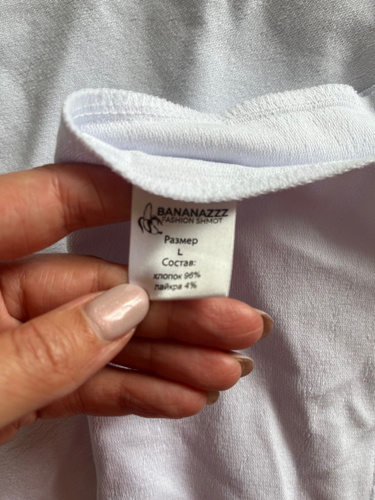 BANANAZZZ
FASHION SHMOT
Размер
L
Состав:
хлопок 96%
лайкра 4%